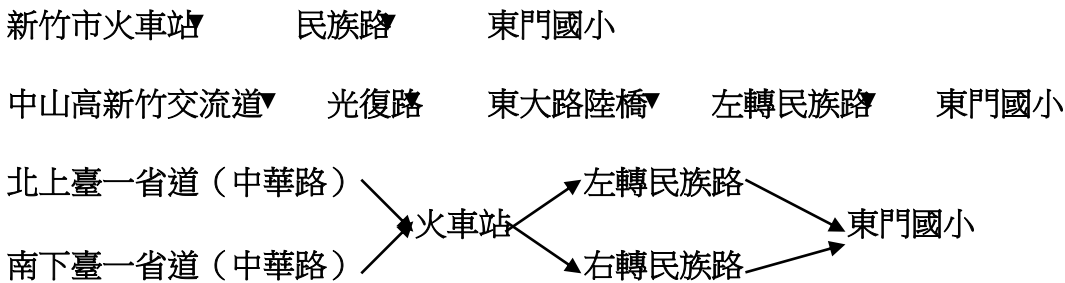 新竹市火車站 民族路 東門國小
中山高新竹交流道 光復路 東大路陸橋 左轉民族路 東門國小
北上臺一省道（中華路） 左轉民族路
火車站 東門國小
南下臺一省道（中華路） 右轉民族路